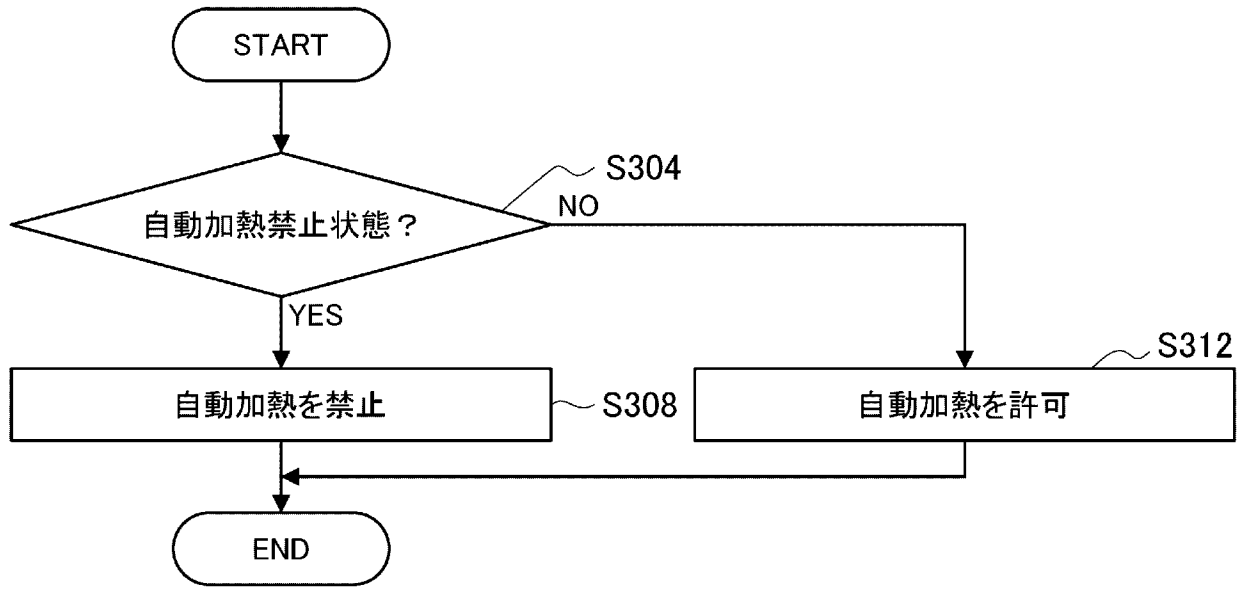 START
S304
自動加熱禁止状態？
NO
YES
S312
自動加熱を禁止
S308
自動加熱を許可
END